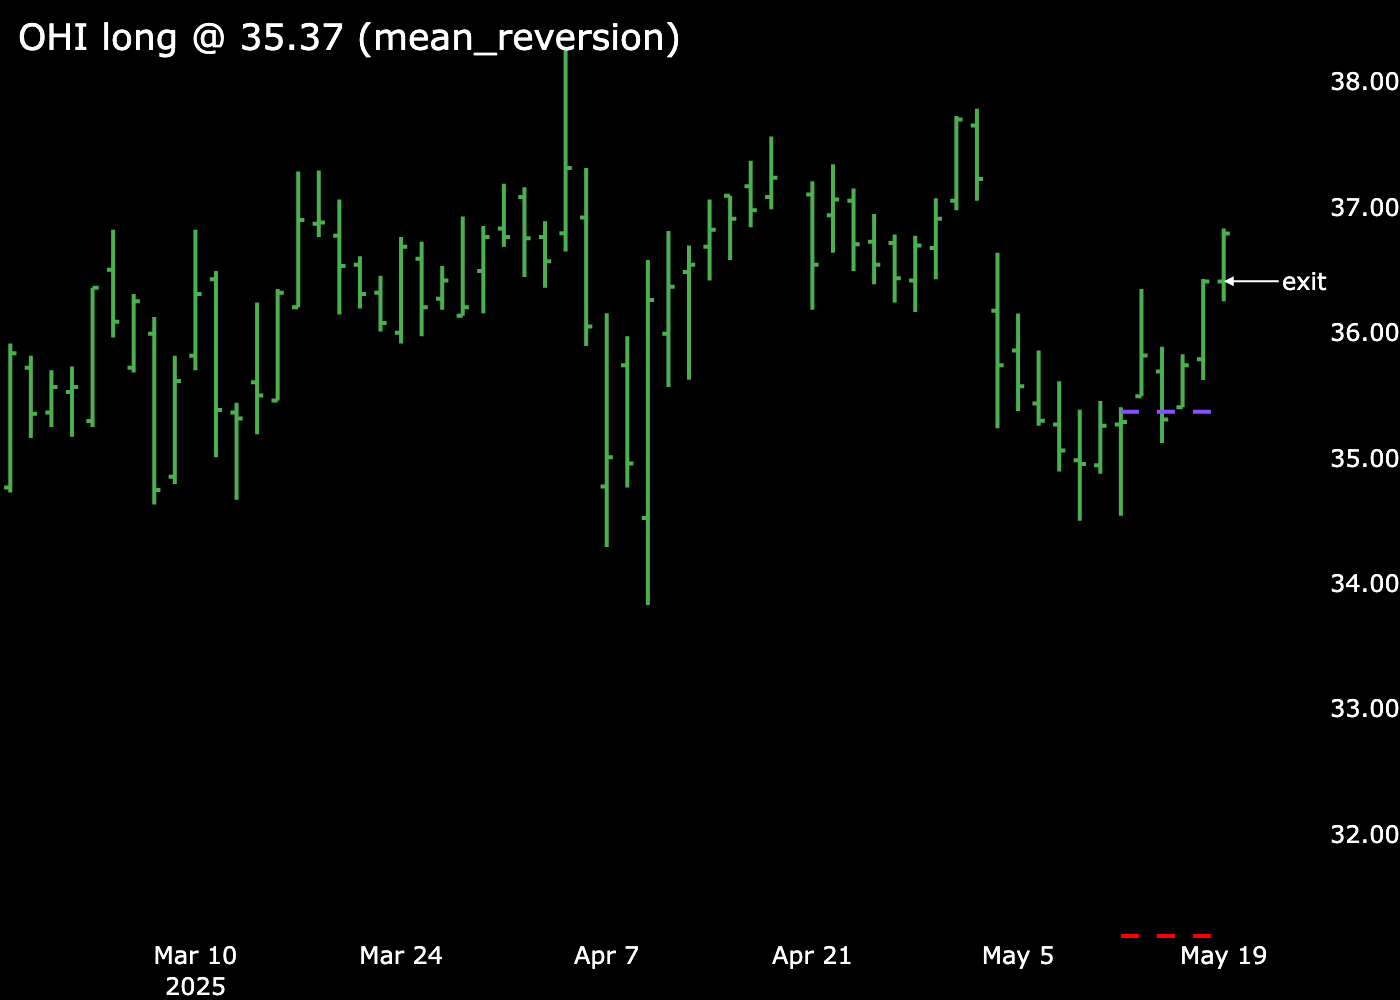 OHI long @ 35.37 (mean_reversion)
38.00
37.00
exit
36.00
35.00
34.00
33.00
32.00
Mar 10
2025
Mar 24
Apr 7
Apr 21
May 5
May 19